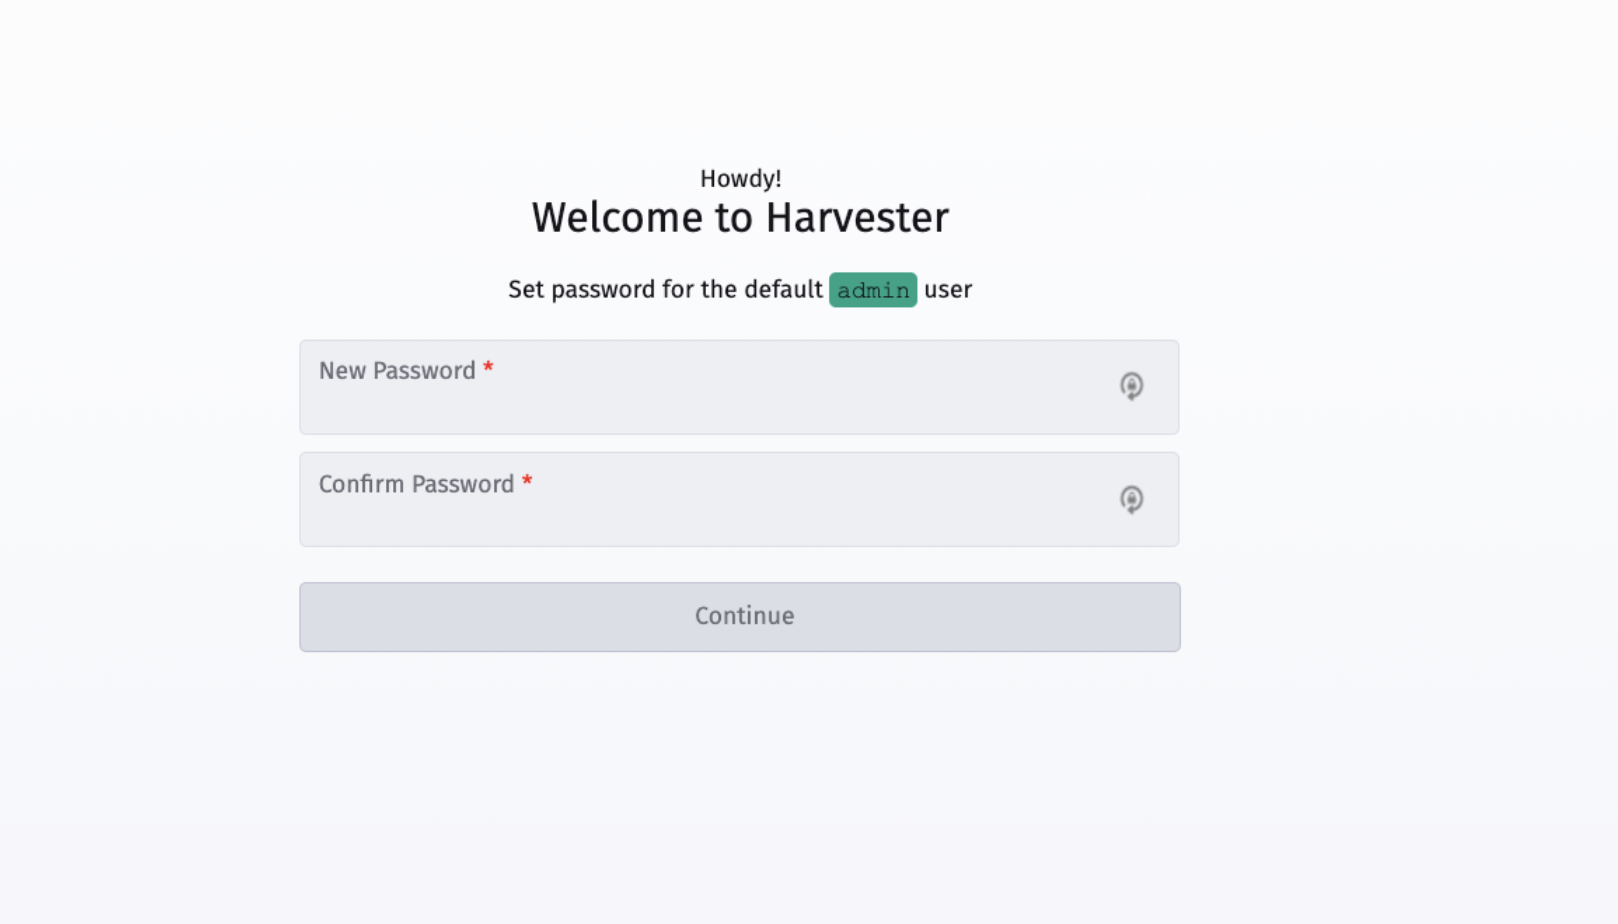 Howdy!
Welcome to Harvester
Set password for the default admin user
New Password *
Confirm Password *
Continue